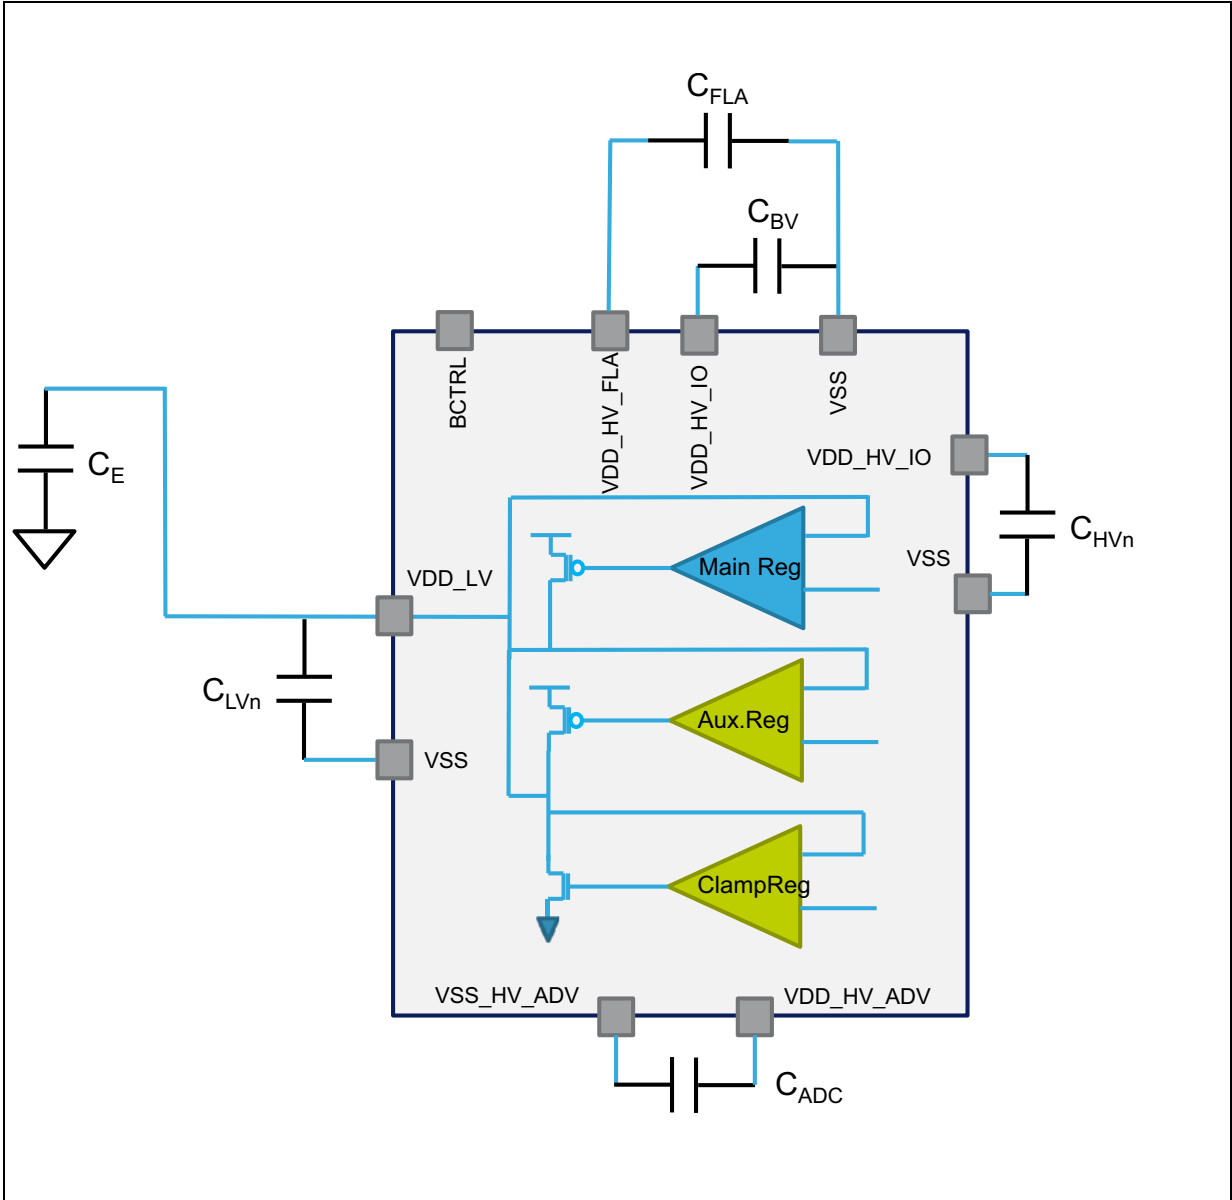 CFLA
CBV
BCTRL
VDD_HV_FLA
VDD_HV_IO
VSS
CE
VDD_HV_IO
CHVn
VSS
VDD_LV
Main Reg
CLVn
Aux.Reg
VSS
ClampReg
VSS_HV_ADV
VDD_HV_ADV
CADC